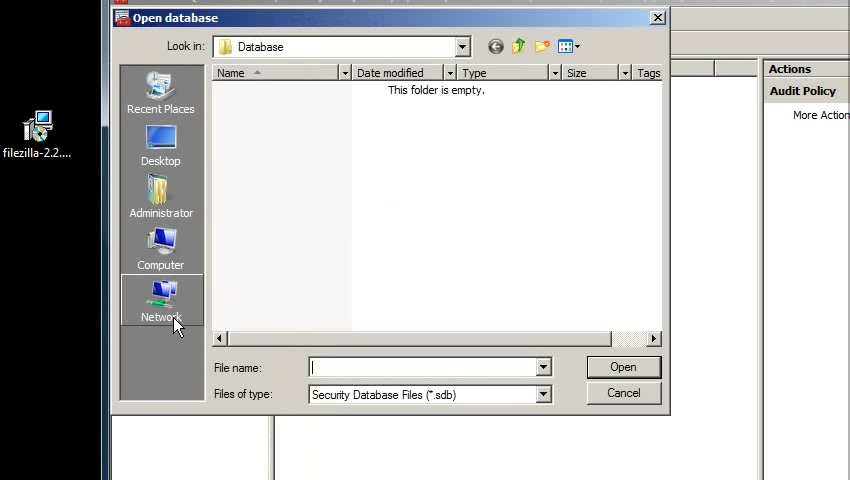 Open database
Look in:
Database
Name
Date modified
Type
Size
Tags
This folder is empty.
Recent Places
Desktop
Administrator
Computer
Network
File name:
Open
Files of type:
Security Database Files (*.sdb)
Cancel
filezilla-2.2....
Actions
Audit Policy
More Action